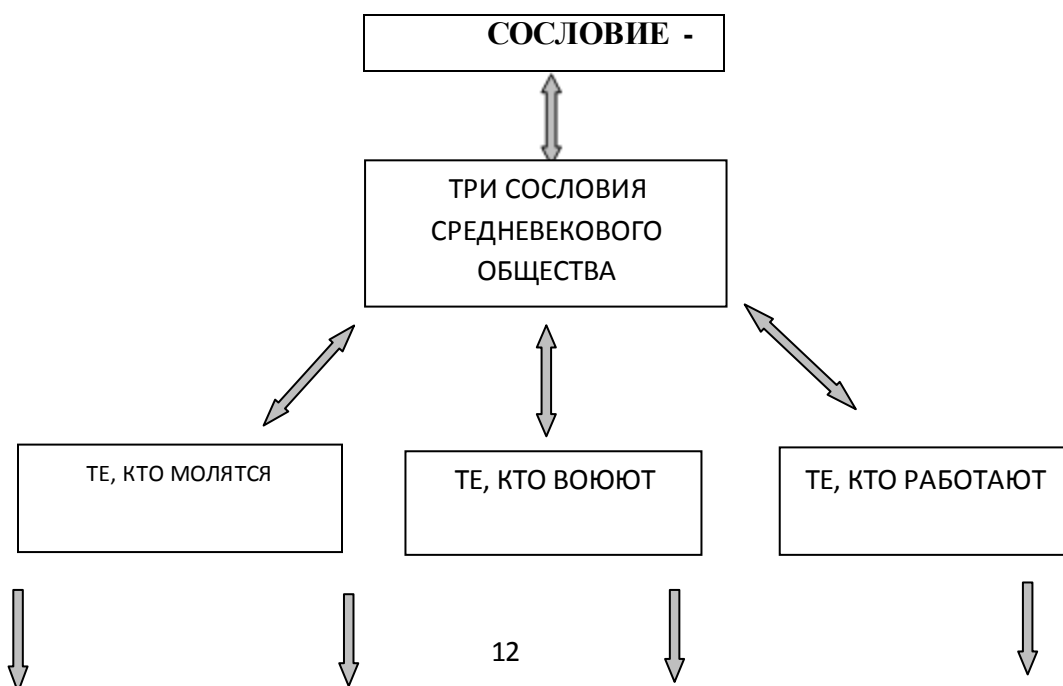 СОСЛОВИЕ -
ТРИ СОСЛОВИЯ
СРЕДНЕВЕКОВОГО
ОБЩЕСТВА
ТЕ, КТО МОЛЯТСЯ
ТЕ, КТО ВОЮЮТ
ТЕ, КТО РАБОТАЮТ
12